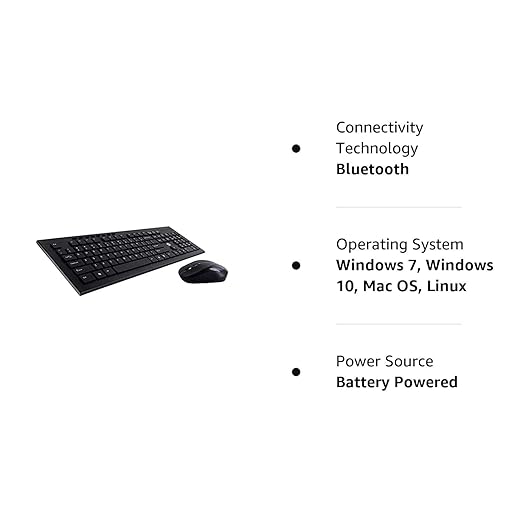 Connectivity
Technology
Bluetooth
Operating System
Windows 7, Windows
10, Mac OS, Linux
Power Source
Battery Powered